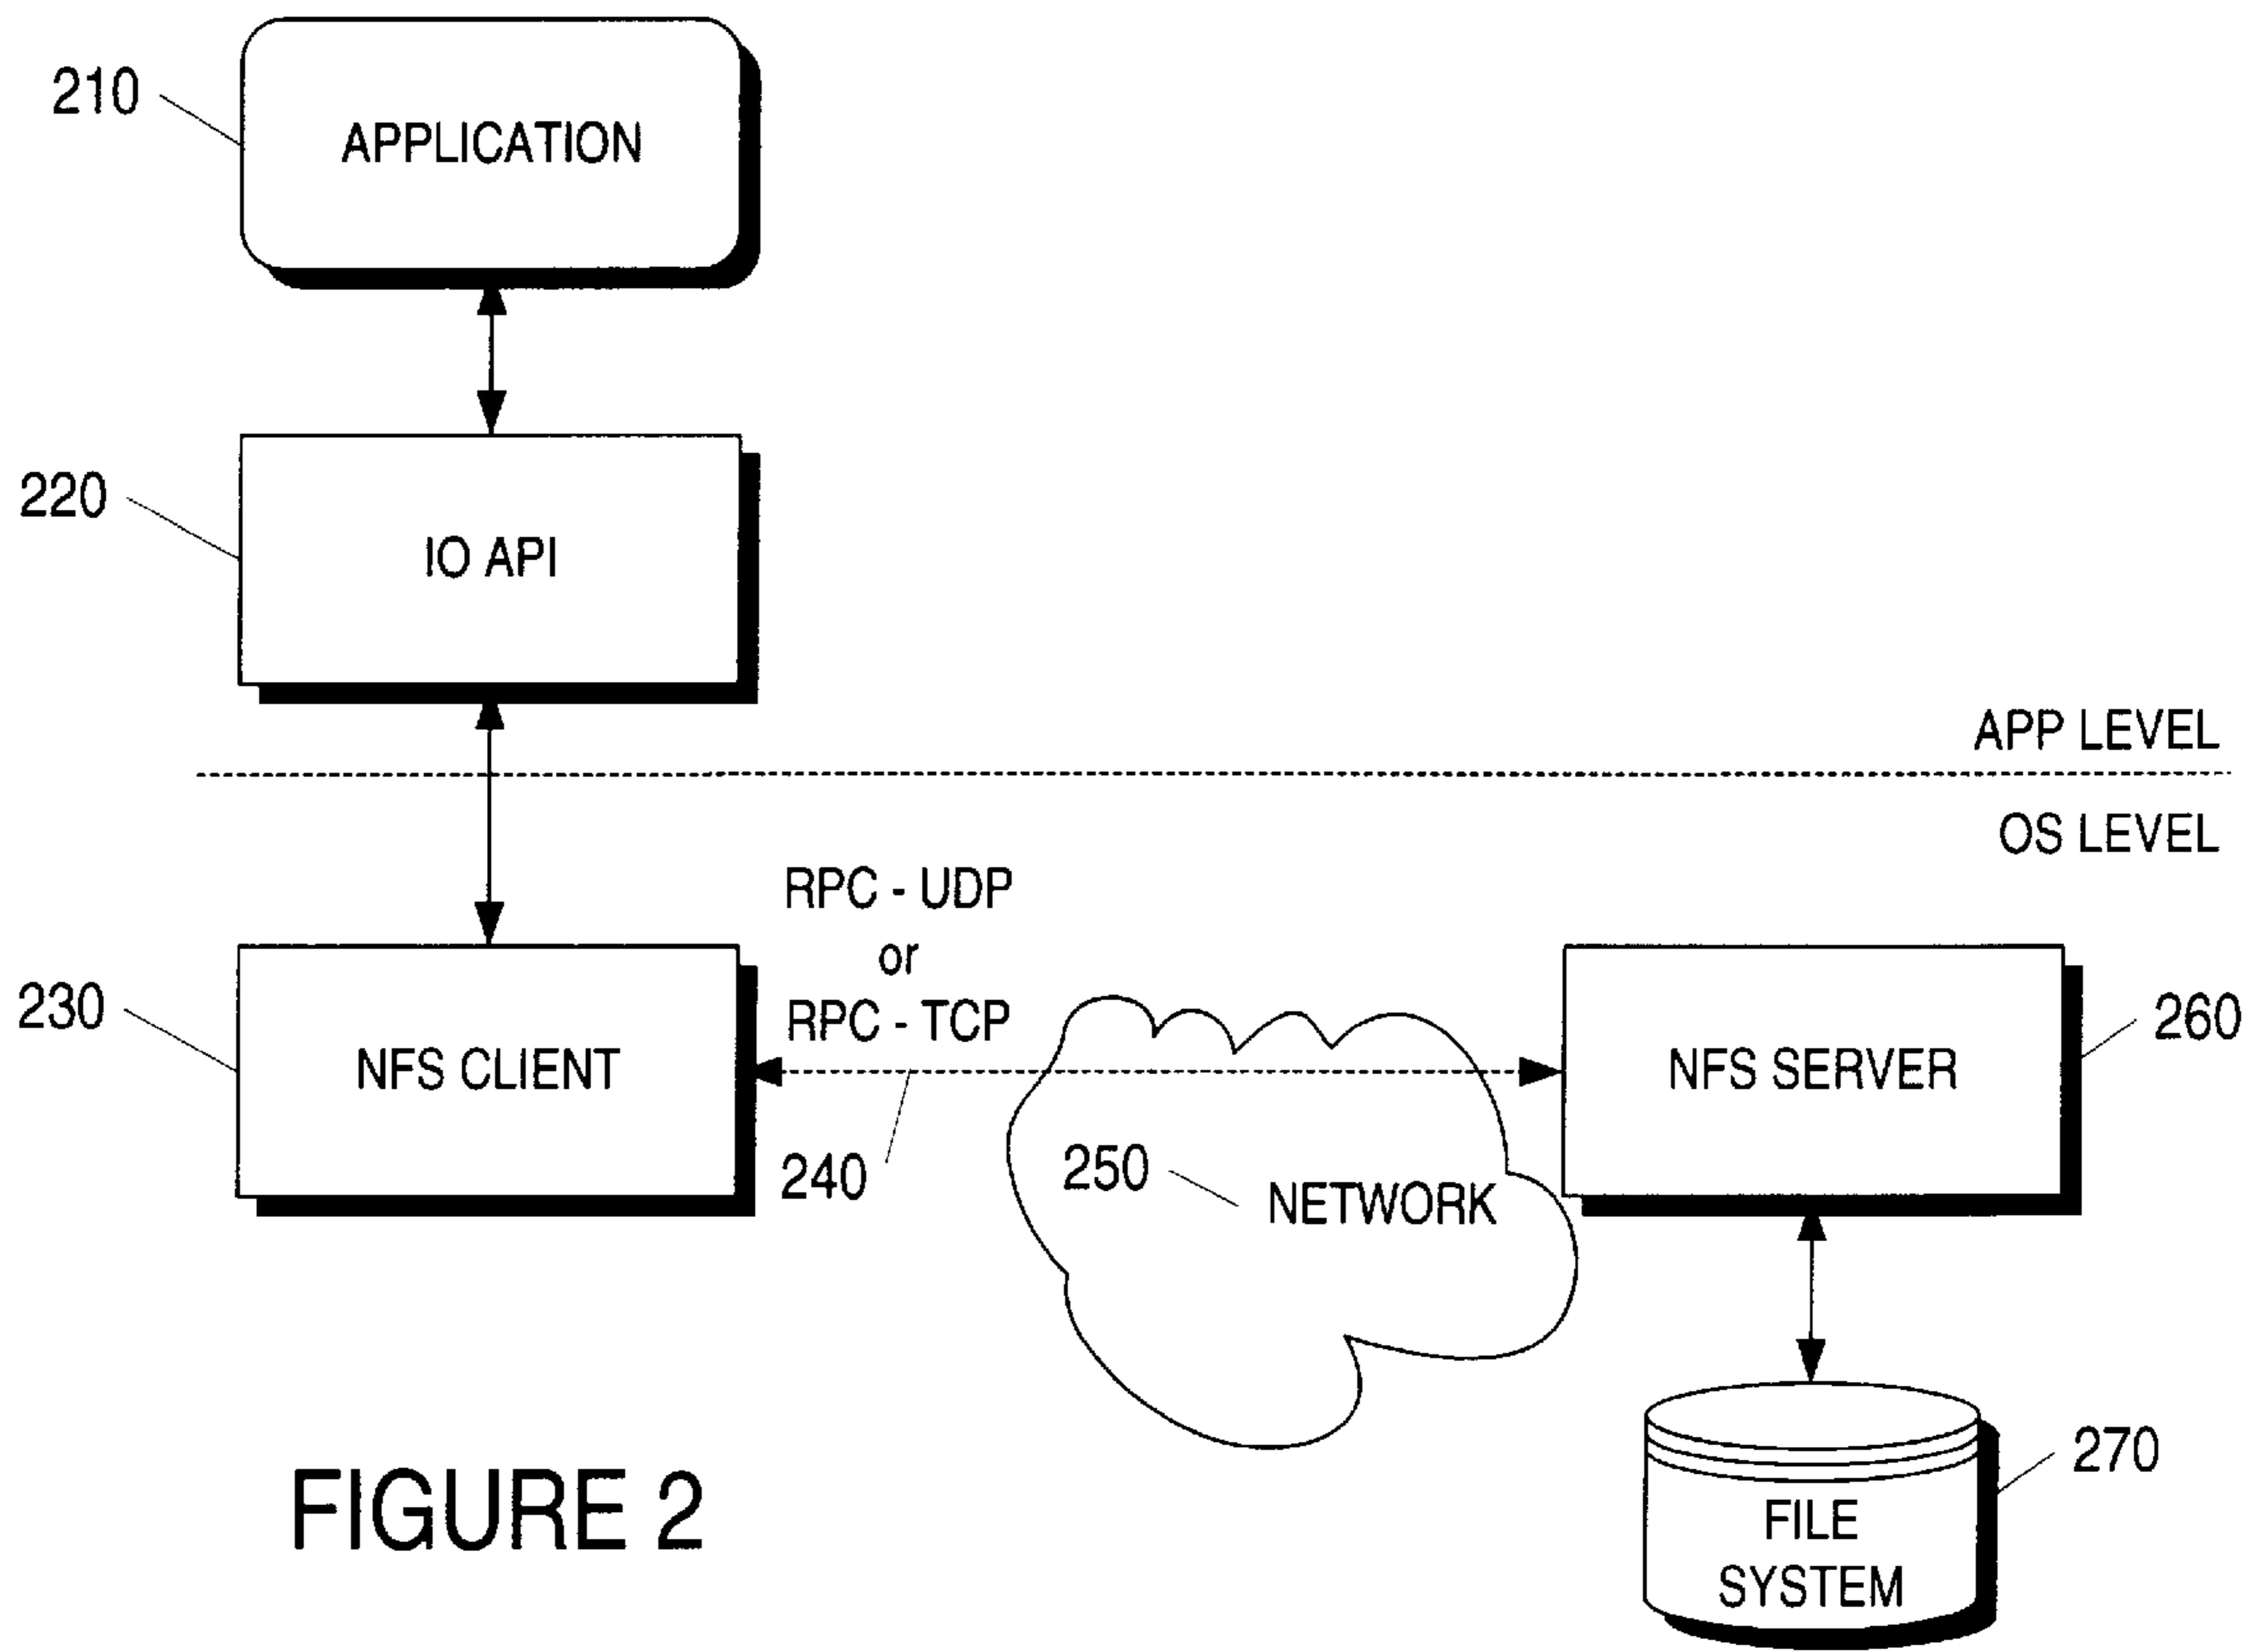 210
APPLICATION
220
IO API
APP LEVEL
OS LEVEL
RPC - UDP
or
RPC - TCP
230
NFS CLIENT
240
250
NETWORK
NFS SERVER
260
270
FILE
SYSTEM
FIGURE 2